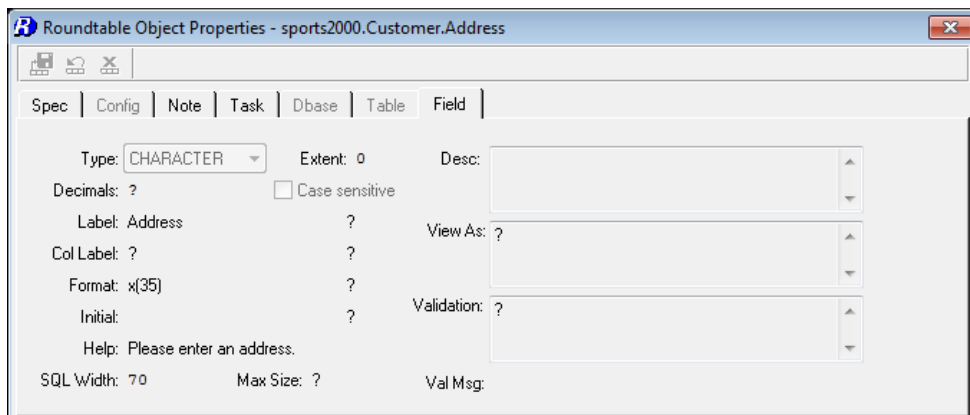 Roundtable Object Properties - sports2000.Customer.Address
Spec Config Note Task Dbase Table Field
Type: CHARACTER Extent: 0 Desc:
Decimals: ? Case sensitive
Label: Address ? View As: ?
Col Label: ? ?
Format: x(35) ? Validation: ?
Initial: ?
Help: Please enter an address.
SQL Width: 70 Max Size: ? Val Msg: